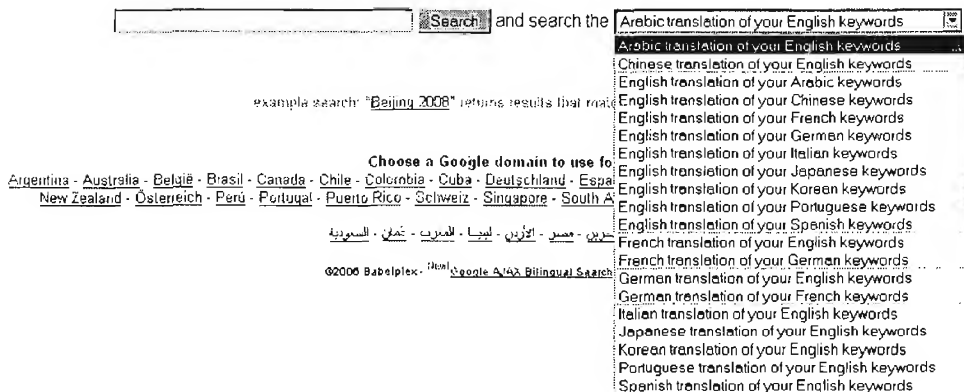 Search and search the Arabic translation of your English keywords
Arabic translation of your English keywords
Chinese translation of your English keywords
English translation of your Arabic keywords
English translation of your Chinese keywords
English translation of your French keywords
English translation of your German keywords
English translation of your Italian keywords
English translation of your Japanese keywords
English translation of your Korean keywords
English translation of your Portuguese keywords
English translation of your Spanish keywords
French translation of your English keywords
French translation of your German keywords
German translation of your English keywords
German translation of your French keywords
Italian translation of your English keywords
Japanese translation of your English keywords
Korean translation of your English keywords
Portuguese translation of your English keywords
Spanish translation of your English keywords
example search: "Beijing 2008" returns results that
Choose a Google domain to use fo
Argentina - Australia - België - Brasil - Canada - Chile - Colombia - Cuba - Deutschland - Espa
New Zealand - Österreich - Perú - Portugal - Puerto Rico - Schweiz - Singapore - South A
مصر - الأردن - ليبيا - المغرب - عُمان - السعودية
©2006 Babelplex - New! Google AJAX Bilingual Search